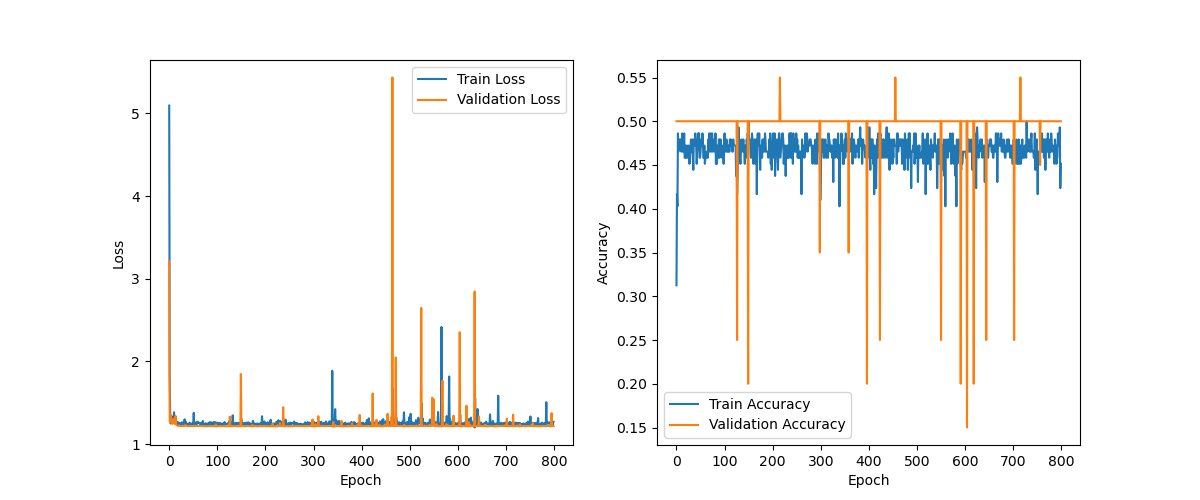 Train Loss
Validation Loss
5
4
3
2
1
Loss
0 100 200 300 400 500 600 700 800
Epoch
0.55
0.50
0.45
0.40
0.35
0.30
0.25
0.20
0.15
Accuracy
Train Accuracy
Validation Accuracy
0 100 200 300 400 500 600 700 800
Epoch